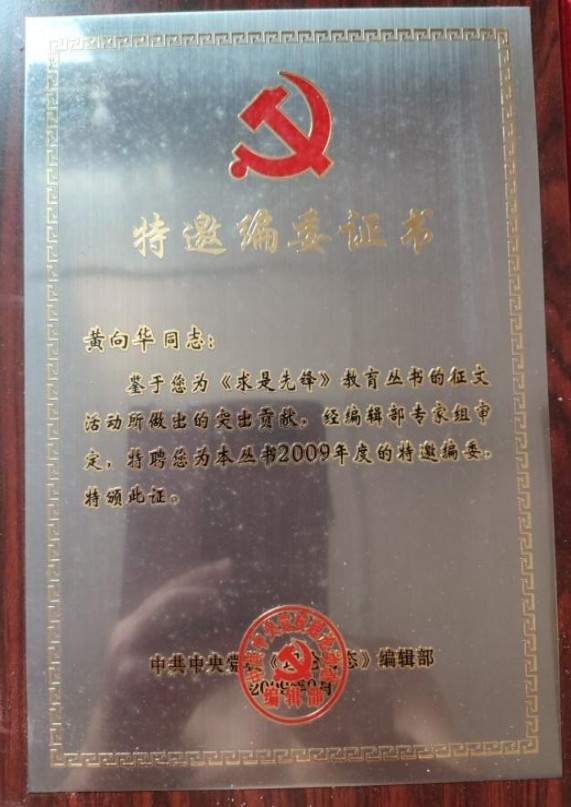 特邀编委证书
黄向华同志:
鉴于您为《求是先锋》教育丛书的征文
活动所做出的突出贡献,经编辑部专家组审
定,特聘您为本丛书2009年度的特邀编委。
特颁此证。
中共中央党 《 态》编辑部